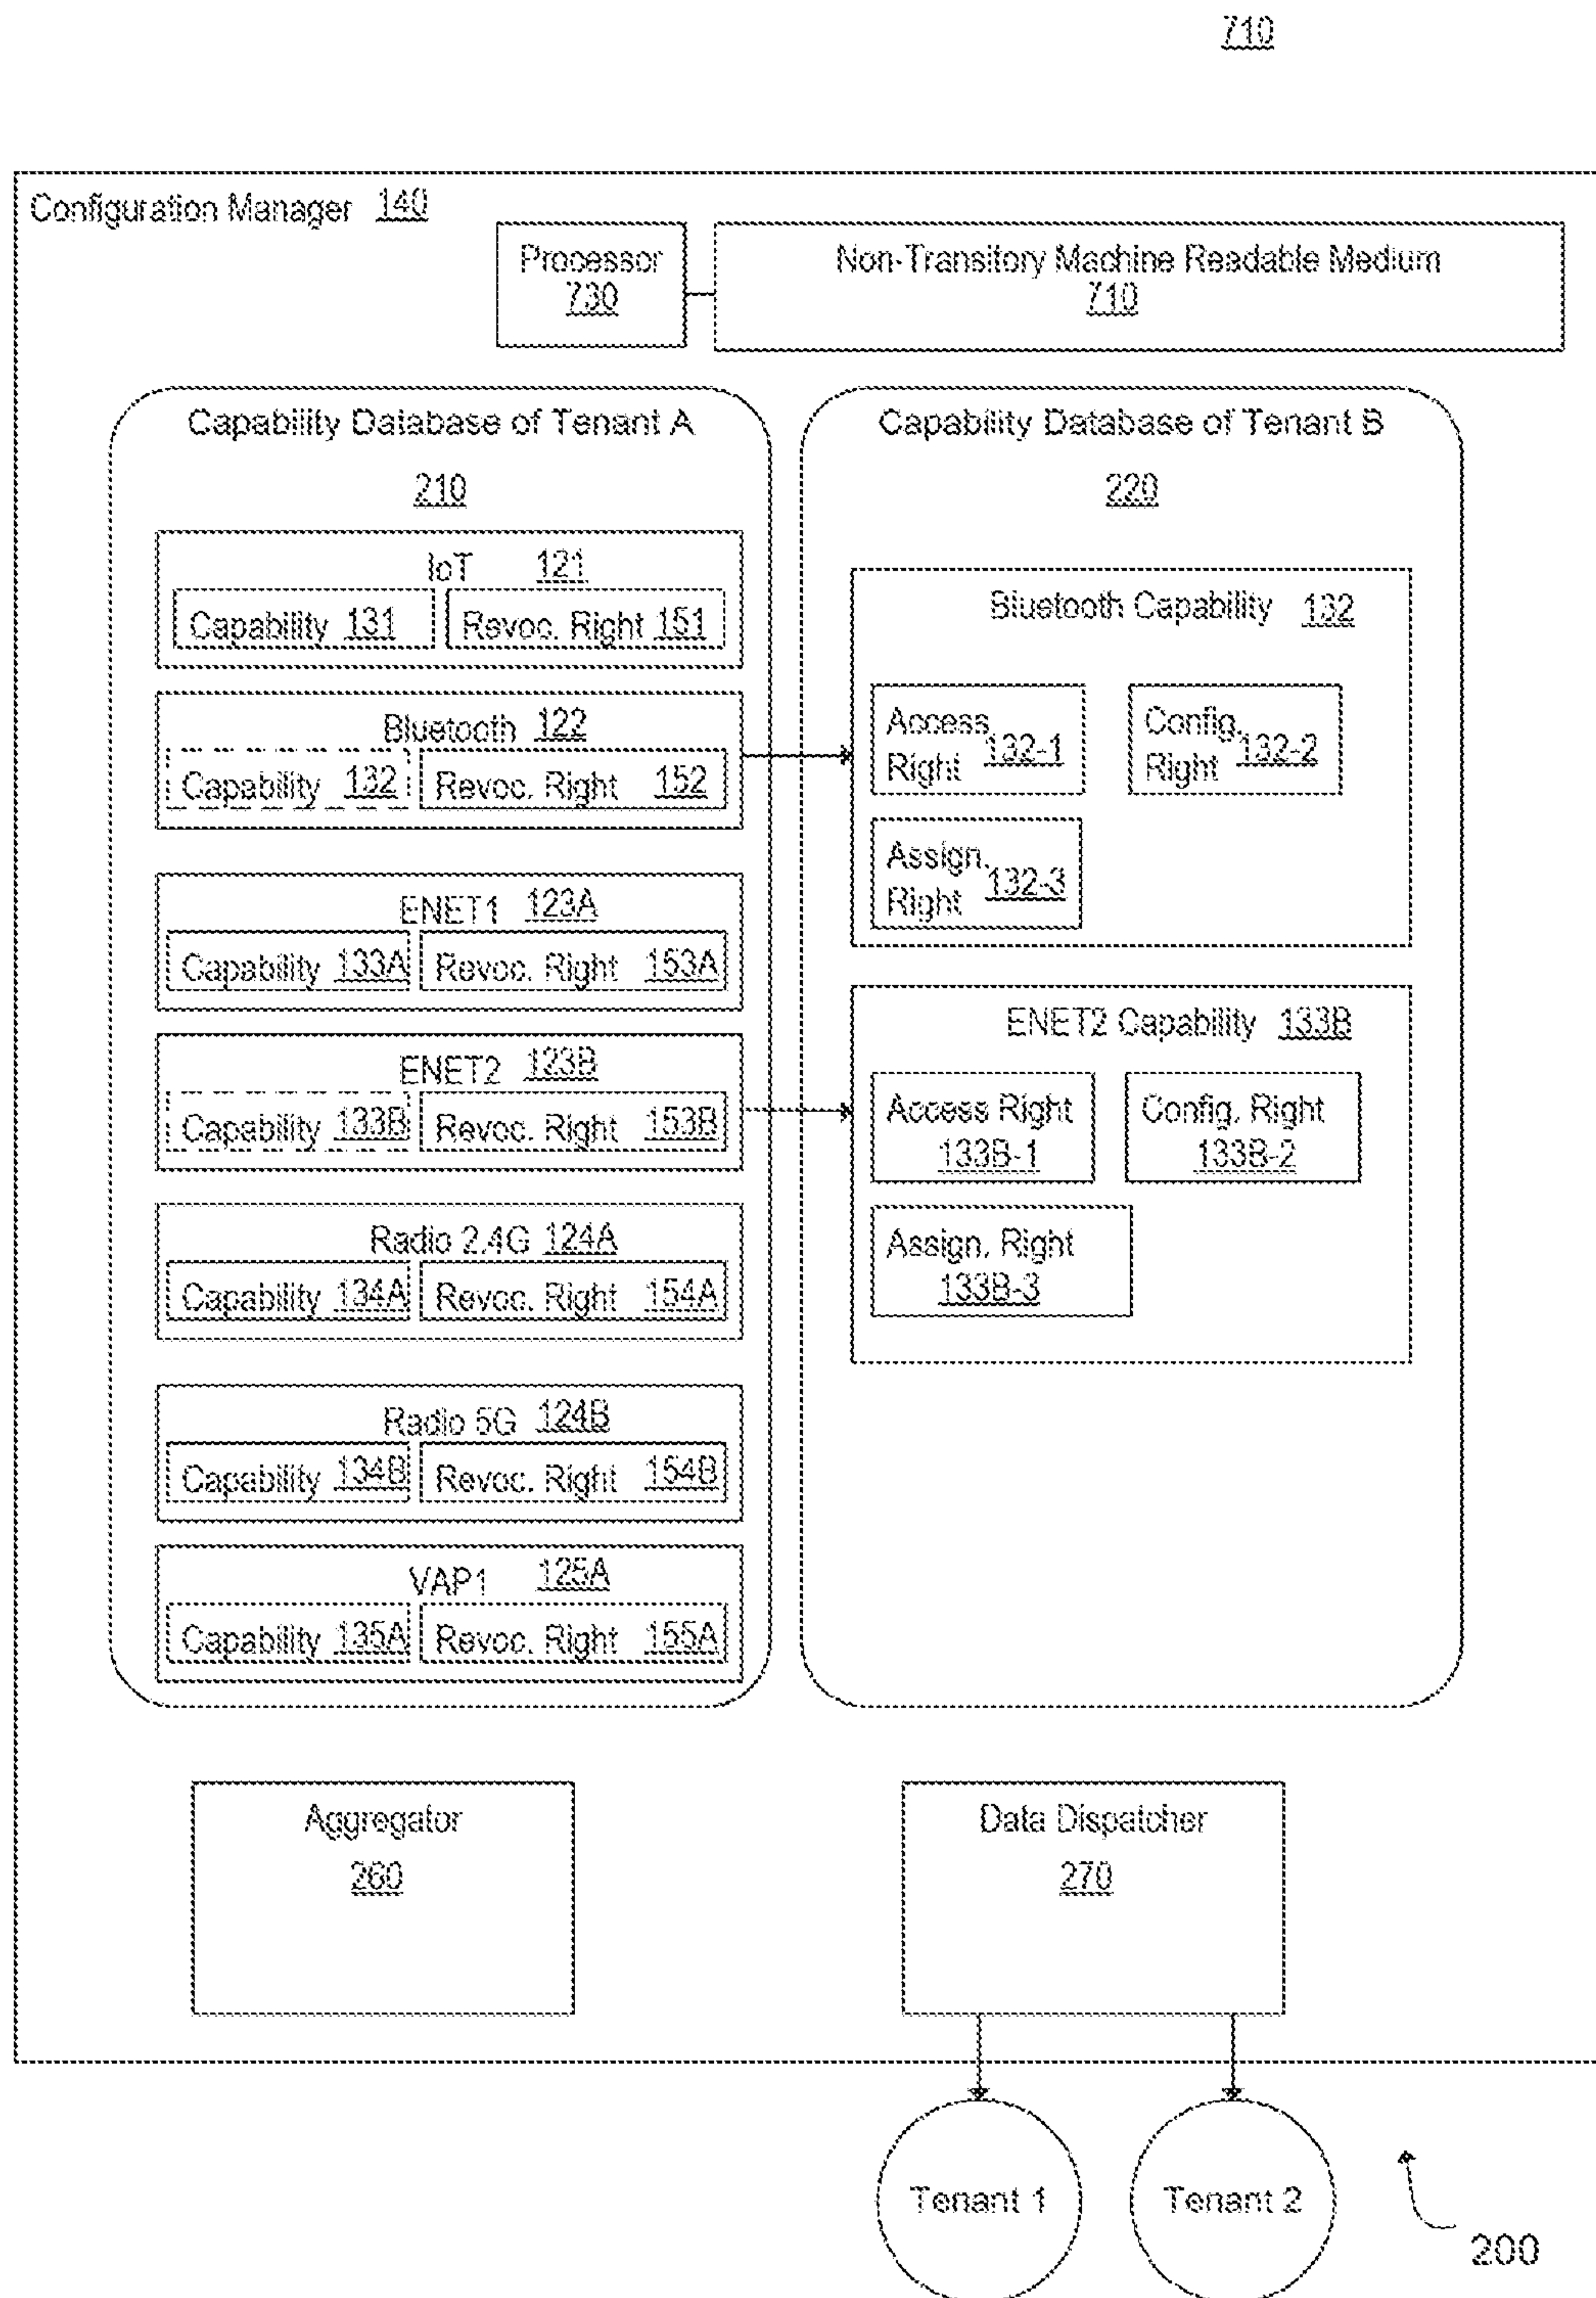 710
Configuration Manager 140
Processor
730
Non-Transitory Machine Readable Medium
710
Capability Database of Tenant A
210
IoT 121
Capability 131
Revoc. Right 151
Bluetooth 122
Capability 132
Revoc. Right 152
ENET1 123A
Capability 133A
Revoc. Right 153A
ENET2 123B
Capability 133B
Revoc. Right 153B
Radio 2.4G 124A
Capability 134A
Revoc. Right 154A
Radio 5G 124B
Capability 134B
Revoc. Right 154B
VAP1 125A
Capability 135A
Revoc. Right 155A
Capability Database of Tenant B
220
Bluetooth Capability 132
Access
Right 132-1
Config.
Right 132-2
Assign.
Right 132-3
ENET2 Capability 133B
Access Right
133B-1
Config. Right
133B-2
Assign. Right
133B-3
Aggregator
260
Data Dispatcher
270
Tenant 1
Tenant 2
200